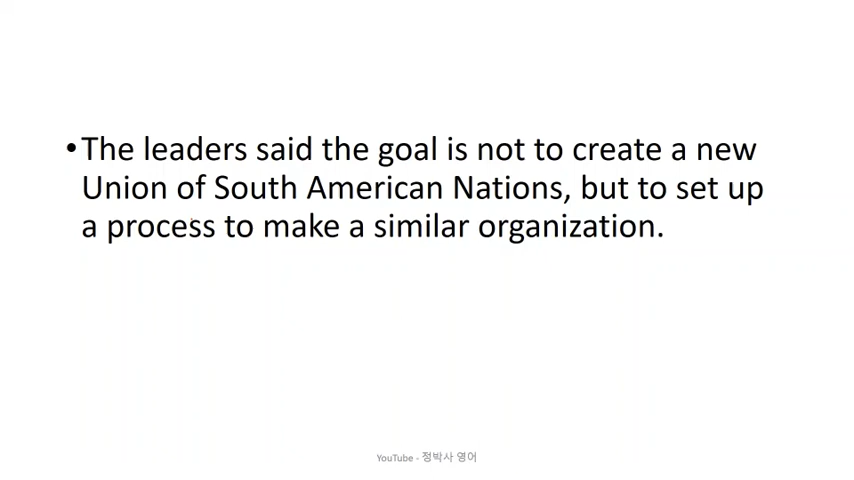 •The leaders said the goal is not to create a new
Union of South American Nations, but to set up
a process to make a similar organization.
YouTube - 정박사 영어